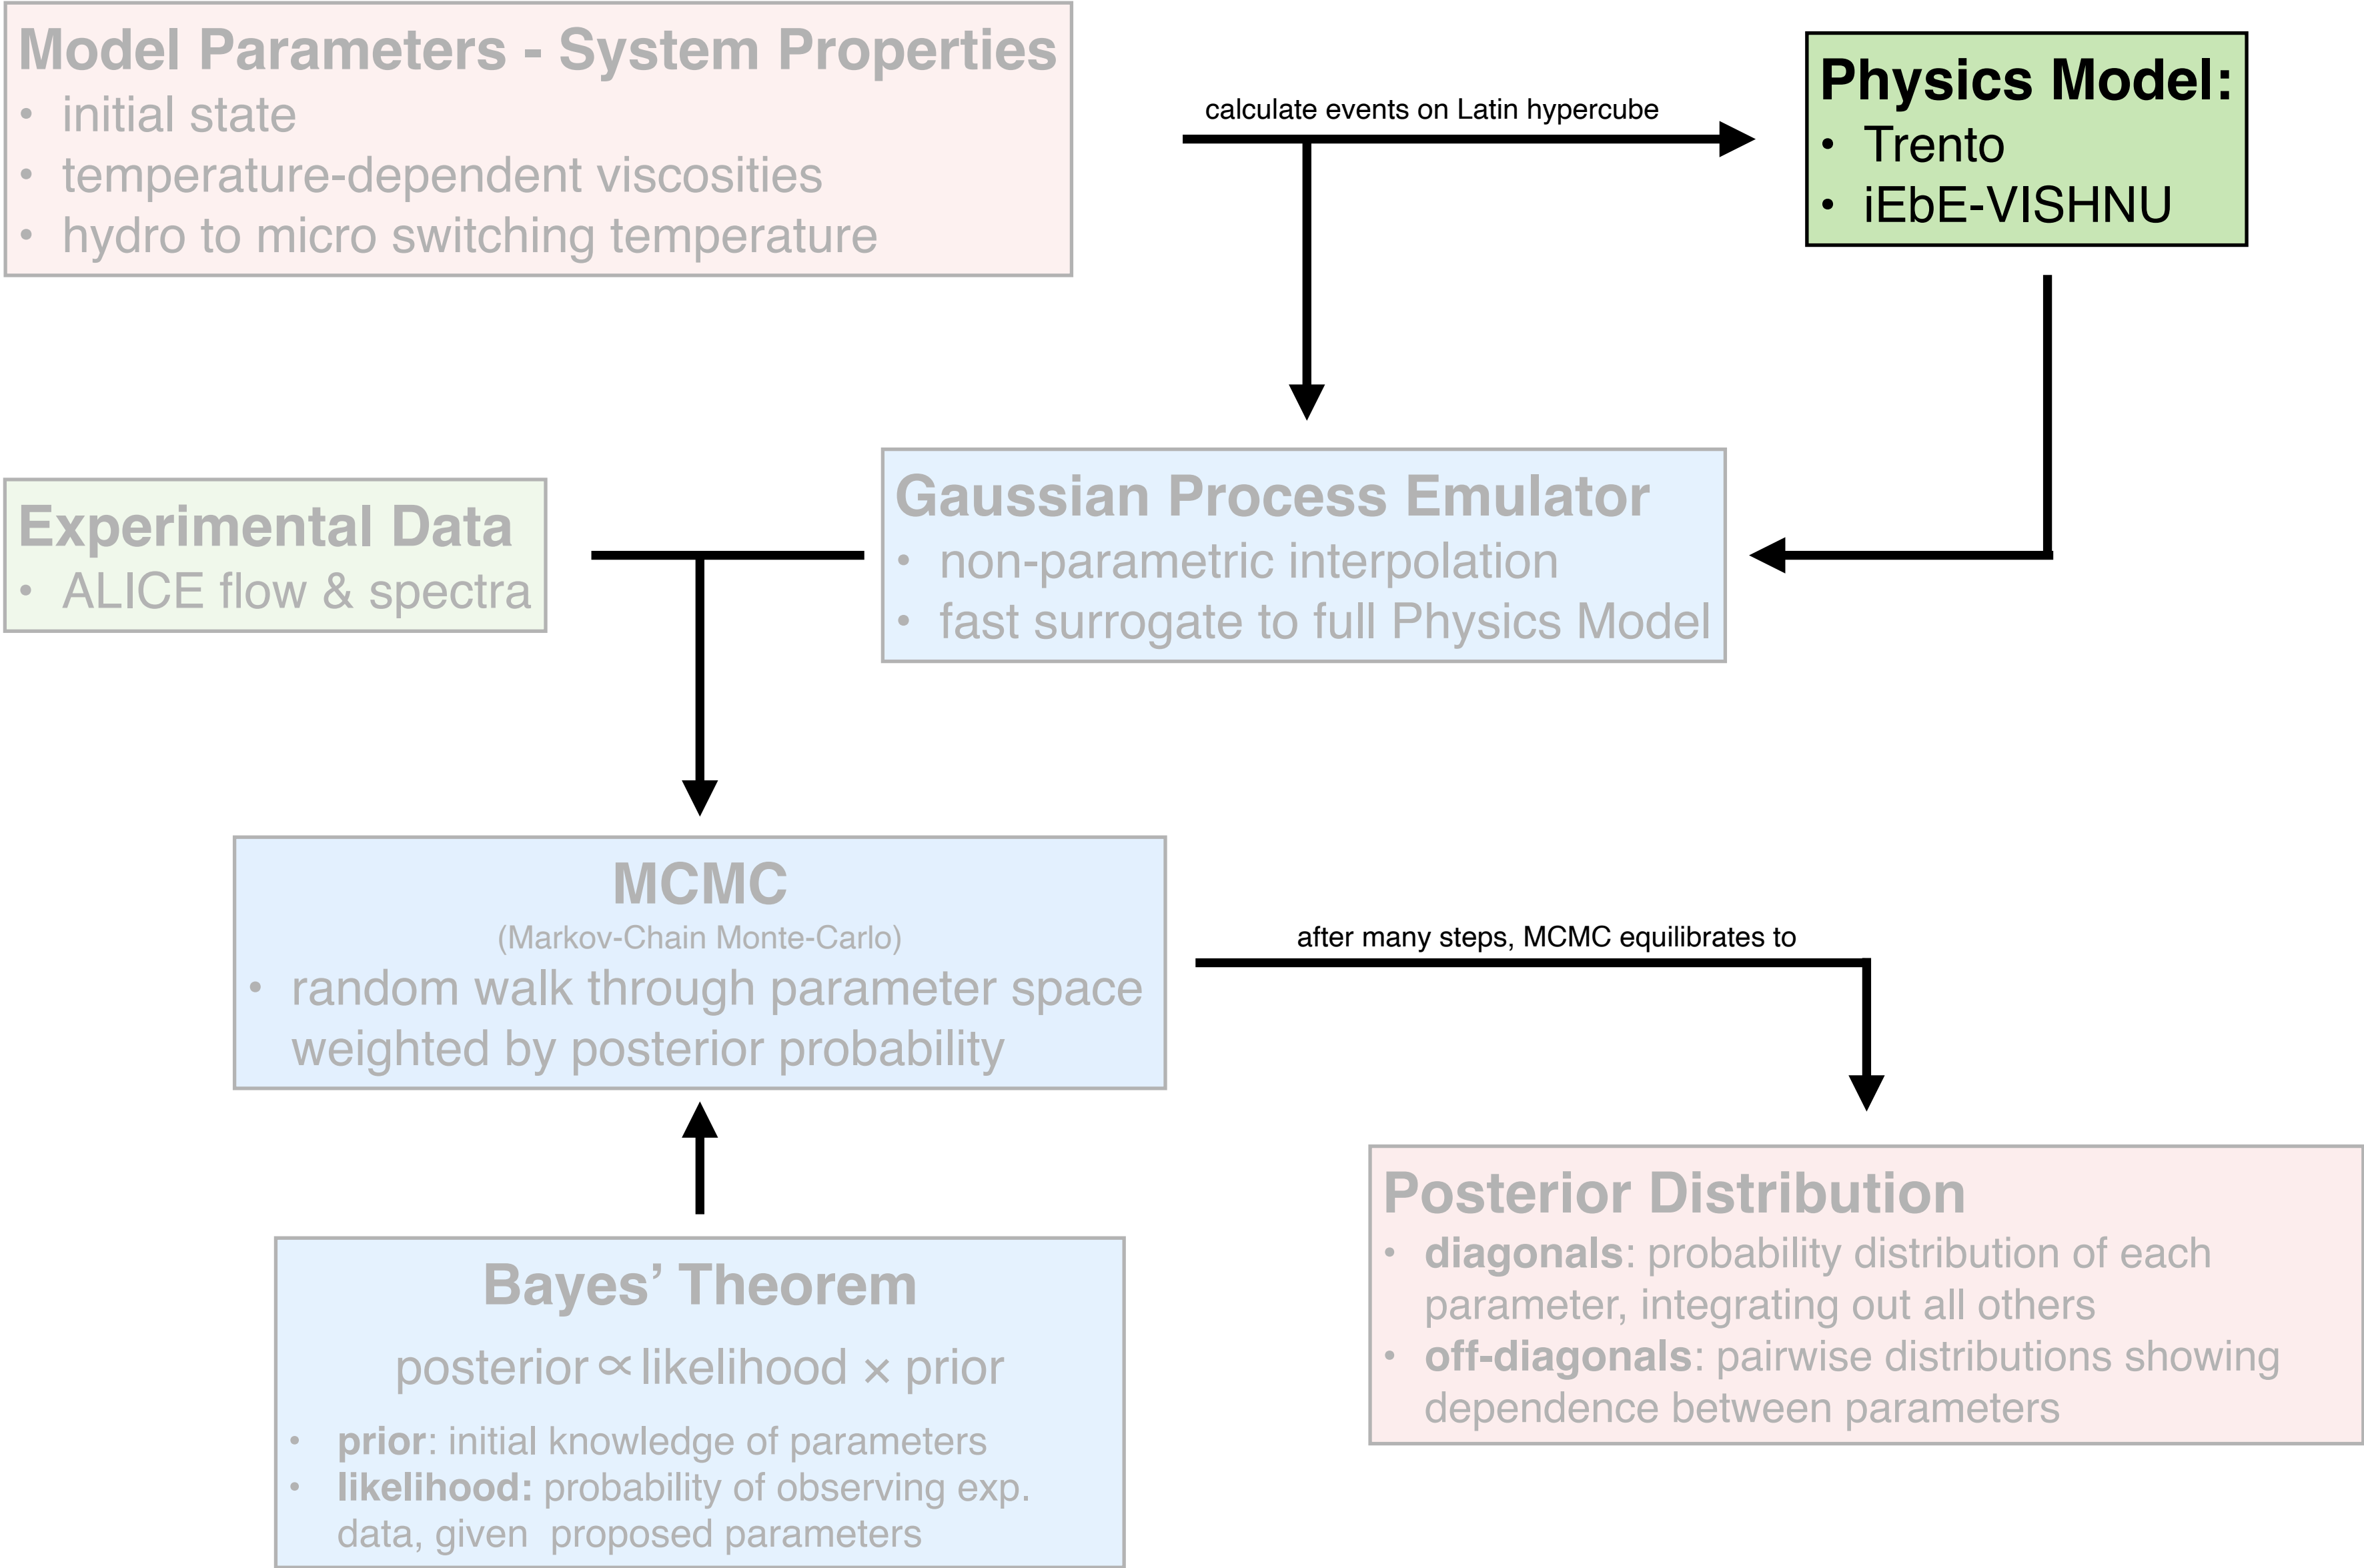 Model Parameters - System Properties
• initial state
• temperature-dependent viscosities
• hydro to micro switching temperature
calculate events on Latin hypercube
Physics Model:
• Trento
• iEbE-VISHNU
Experimental Data
• ALICE flow & spectra
Gaussian Process Emulator
• non-parametric interpolation
• fast surrogate to full Physics Model
MCMC
(Markov-Chain Monte-Carlo)
• random walk through parameter space
weighted by posterior probability
after many steps, MCMC equilibrates to
Bayes’ Theorem
posterior ∝ likelihood × prior
• prior: initial knowledge of parameters
• likelihood: probability of observing exp.
data, given proposed parameters
Posterior Distribution
• diagonals: probability distribution of each
parameter, integrating out all others
• off-diagonals: pairwise distributions showing
dependence between parameters